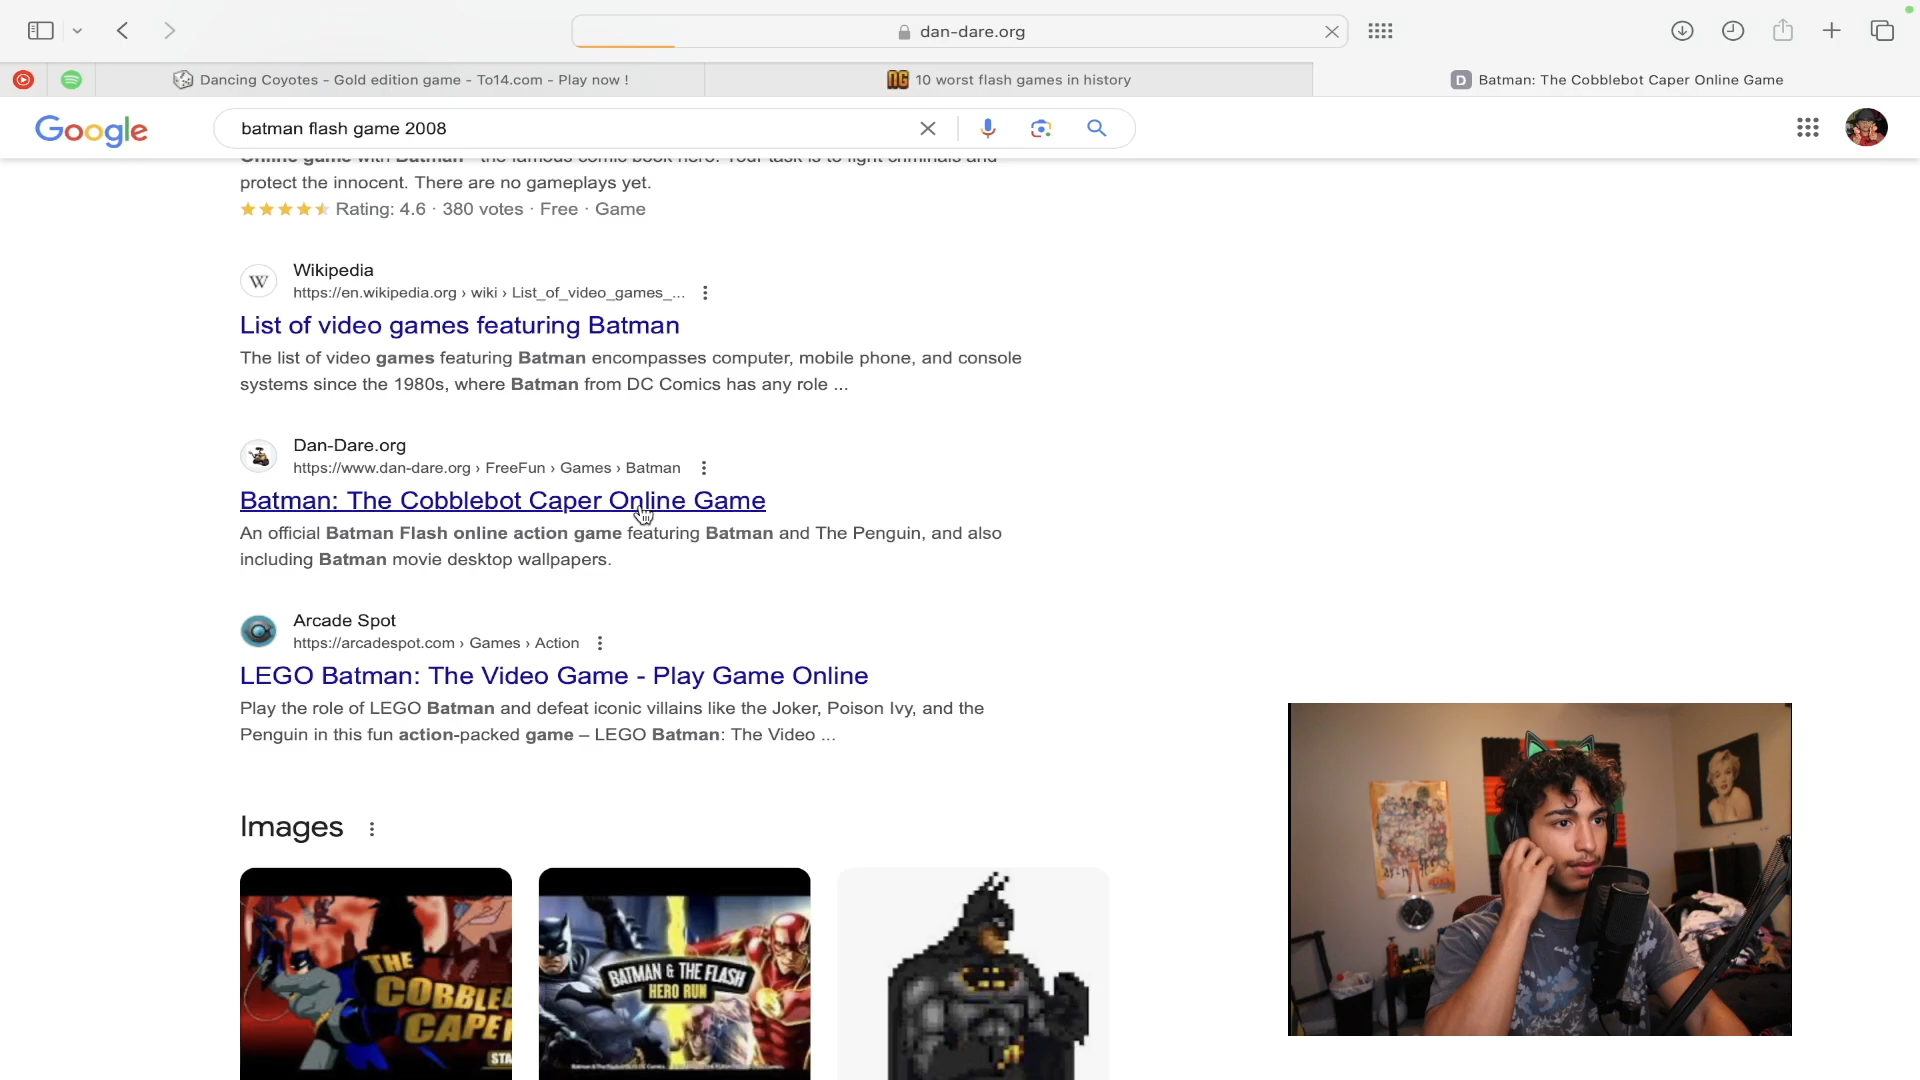 dan-dare.org
Dancing Coyotes - Gold edition game - To14.com - Play now !
10 worst flash games in history
D Batman: The Cobblebot Caper Online Game
Google
batman flash game 2008
Online game with Batman - the famous comic book hero. Your task is to fight criminals and
protect the innocent. There are no gameplays yet.
Rating: 4.6 · 380 votes · Free · Game
W
Wikipedia
https://en.wikipedia.org › wiki › List_of_video_games_...
List of video games featuring Batman
The list of video games featuring Batman encompasses computer, mobile phone, and console
systems since the 1980s, where Batman from DC Comics has any role ...
Dan-Dare.org
https://www.dan-dare.org › FreeFun › Games › Batman
Batman: The Cobblebot Caper Online Game
An official Batman Flash online action game featuring Batman and The Penguin, and also
including Batman movie desktop wallpapers.
Arcade Spot
https://arcadespot.com › Games › Action
LEGO Batman: The Video Game - Play Game Online
Play the role of LEGO Batman and defeat iconic villains like the Joker, Poison Ivy, and the
Penguin in this fun action-packed game – LEGO Batman: The Video ...
Images
THE
COBBLE
CAPE
STA
BATMAN & THE FLASH
HERO RUN